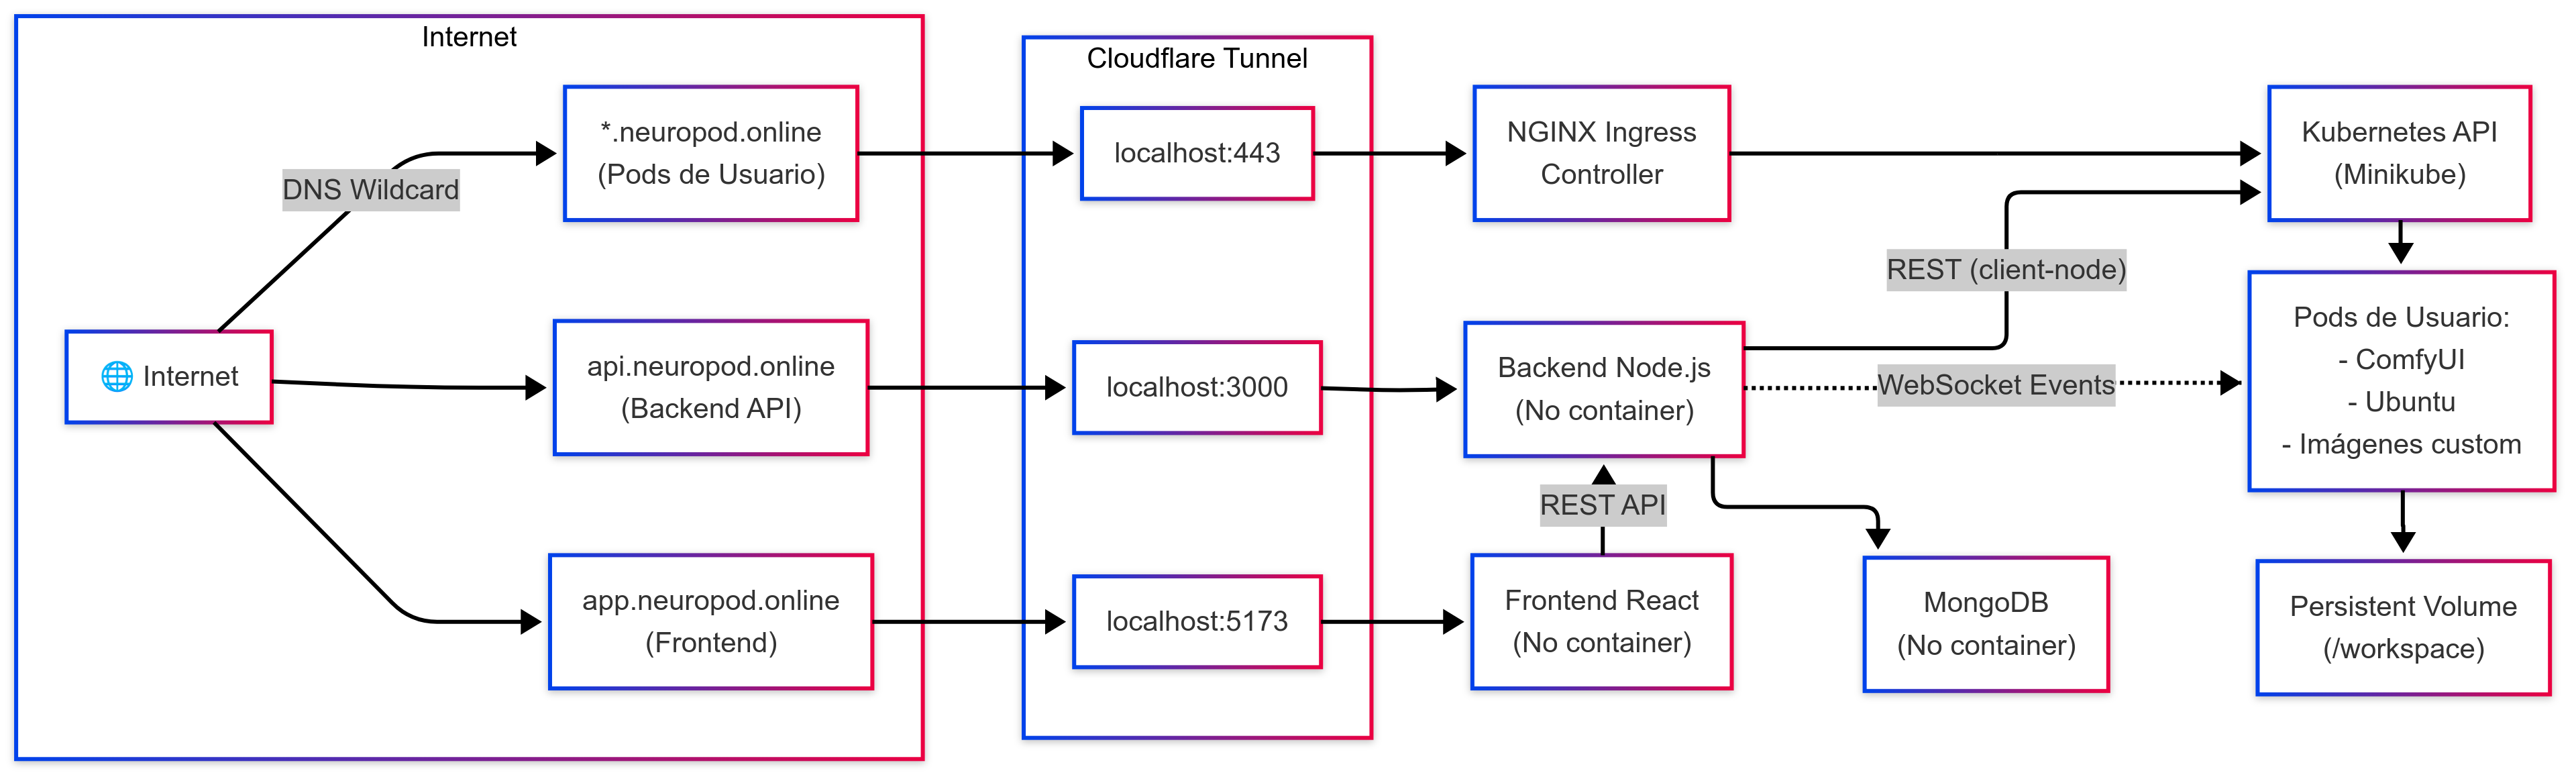 Internet
Cloudflare Tunnel
*.neuropod.online
(Pods de Usuario)
localhost:443
NGINX Ingress
Controller
Kubernetes API
(Minikube)
DNS Wildcard
REST (client-node)
🌐 Internet
api.neuropod.online
(Backend API)
localhost:3000
Backend Node.js
(No container)
WebSocket Events
Pods de Usuario:
- ComfyUI
- Ubuntu
- Imágenes custom
REST API
app.neuropod.online
(Frontend)
localhost:5173
Frontend React
(No container)
MongoDB
(No container)
Persistent Volume
(/workspace)